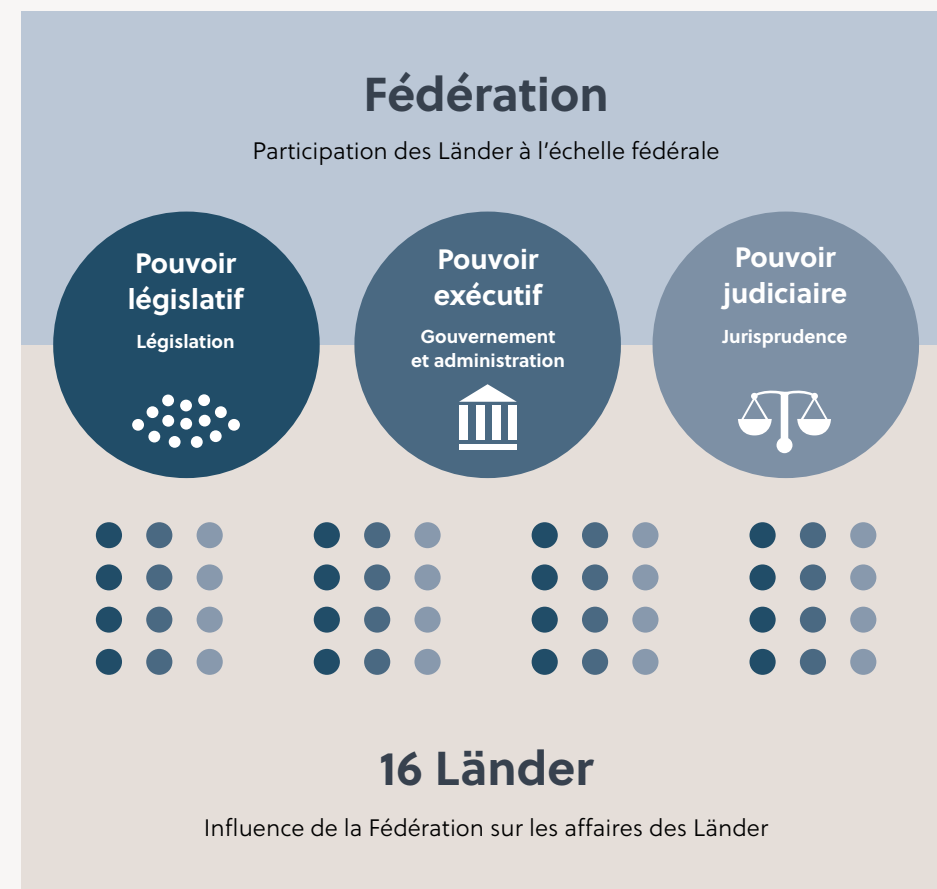 Fédération
Participation des Länder à l'échelle fédérale
Pouvoir
législatif
Législation
Pouvoir
exécutif
Gouvernement
et administration
Pouvoir
judiciaire
Jurisprudence
16 Länder
Influence de la Fédération sur les affaires des Länder